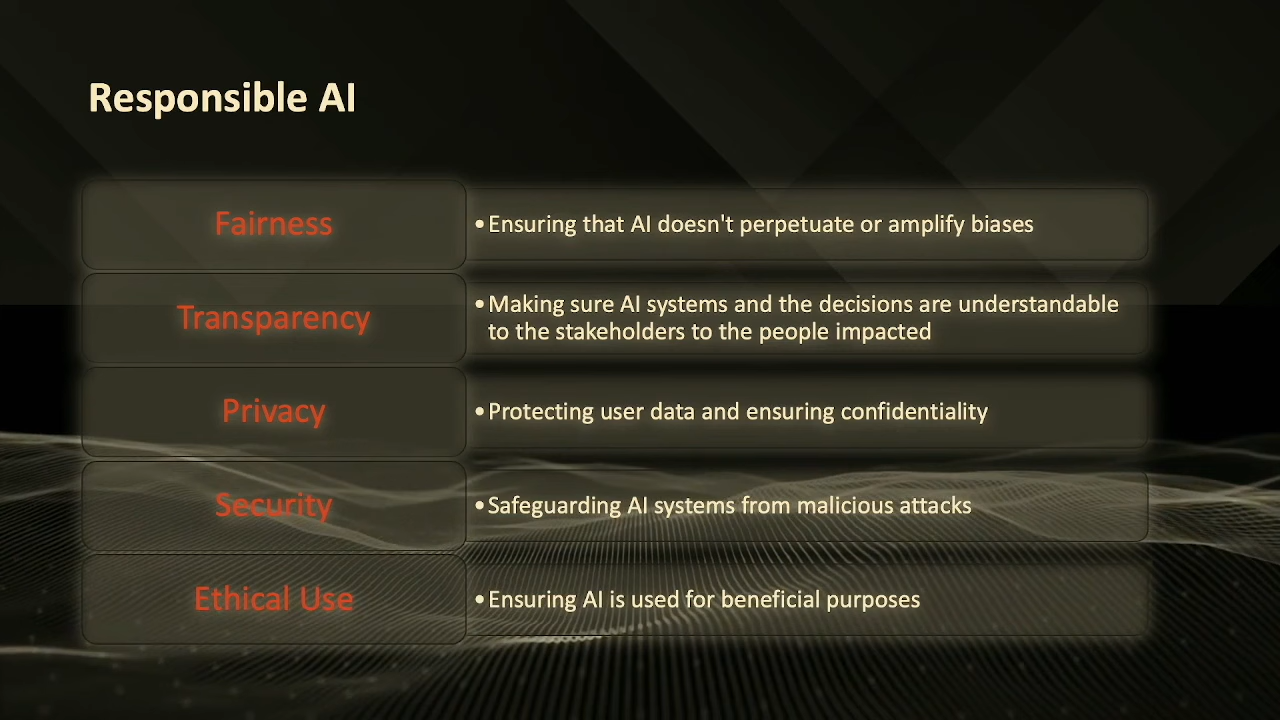 Responsible AI
Fairness
•Ensuring that AI doesn't perpetuate or amplify biases
Transparency
•Making sure AI systems and the decisions are understandable
to the stakeholders to the people impacted
Privacy
•Protecting user data and ensuring confidentiality
Security
•Safeguarding AI systems from malicious attacks
Ethical Use
•Ensuring AI is used for beneficial purposes